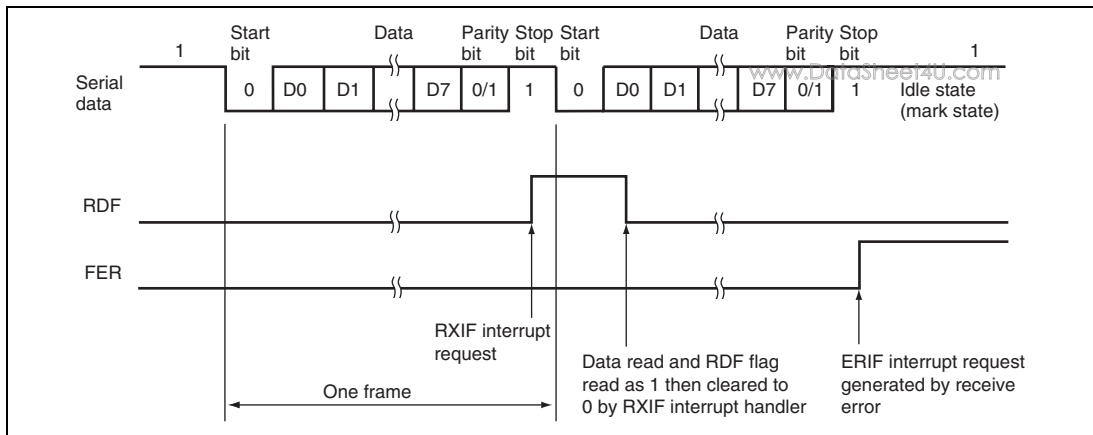 Start Data Parity Stop Start Data Parity Stop
1 bit bit bit bit bit bit 1
www.DataSheet4U.com
Serial data
0 D0 D1 D7 0/1 1 0 D0 D1 D7 0/1 1
Idle state
(mark state)
RDF
FER
RXIF interrupt
request
Data read and RDF flag
read as 1 then cleared to
0 by RXIF interrupt handler
ERIF interrupt request
generated by receive
error
One frame